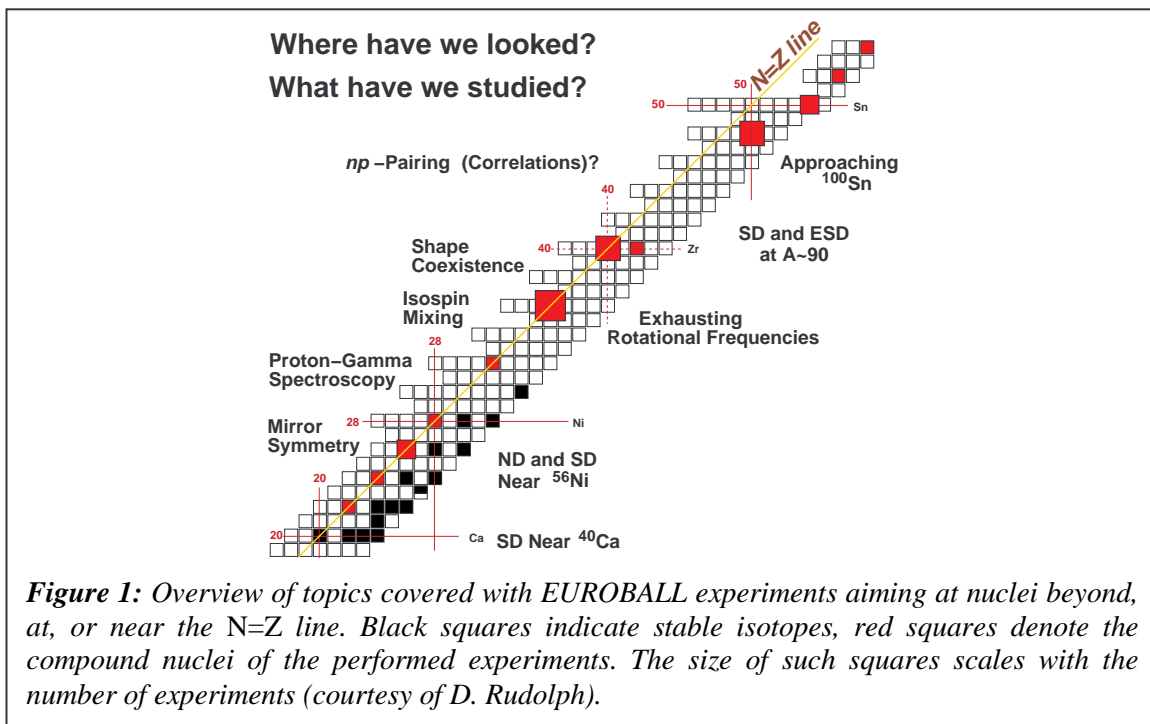 Where have we looked?
What have we studied?
N=Z line
50
50
Sn
np -Pairing (Correlations)?
Approaching
100Sn
40
SD and ESD
at A~90
Shape
Coexistence
40
Zr
Isospin
Mixing
Exhausting
Rotational Frequencies
28
Proton-Gamma
Spectroscopy
28
Ni
Mirror
Symmetry
ND and SD
Near 56Ni
20
20
Ca
SD Near 40Ca
Figure 1: Overview of topics covered with EUROBALL experiments aiming at nuclei beyond,
at, or near the N=Z line. Black squares indicate stable isotopes, red squares denote the
compound nuclei of the performed experiments. The size of such squares scales with the
number of experiments (courtesy of D. Rudolph).